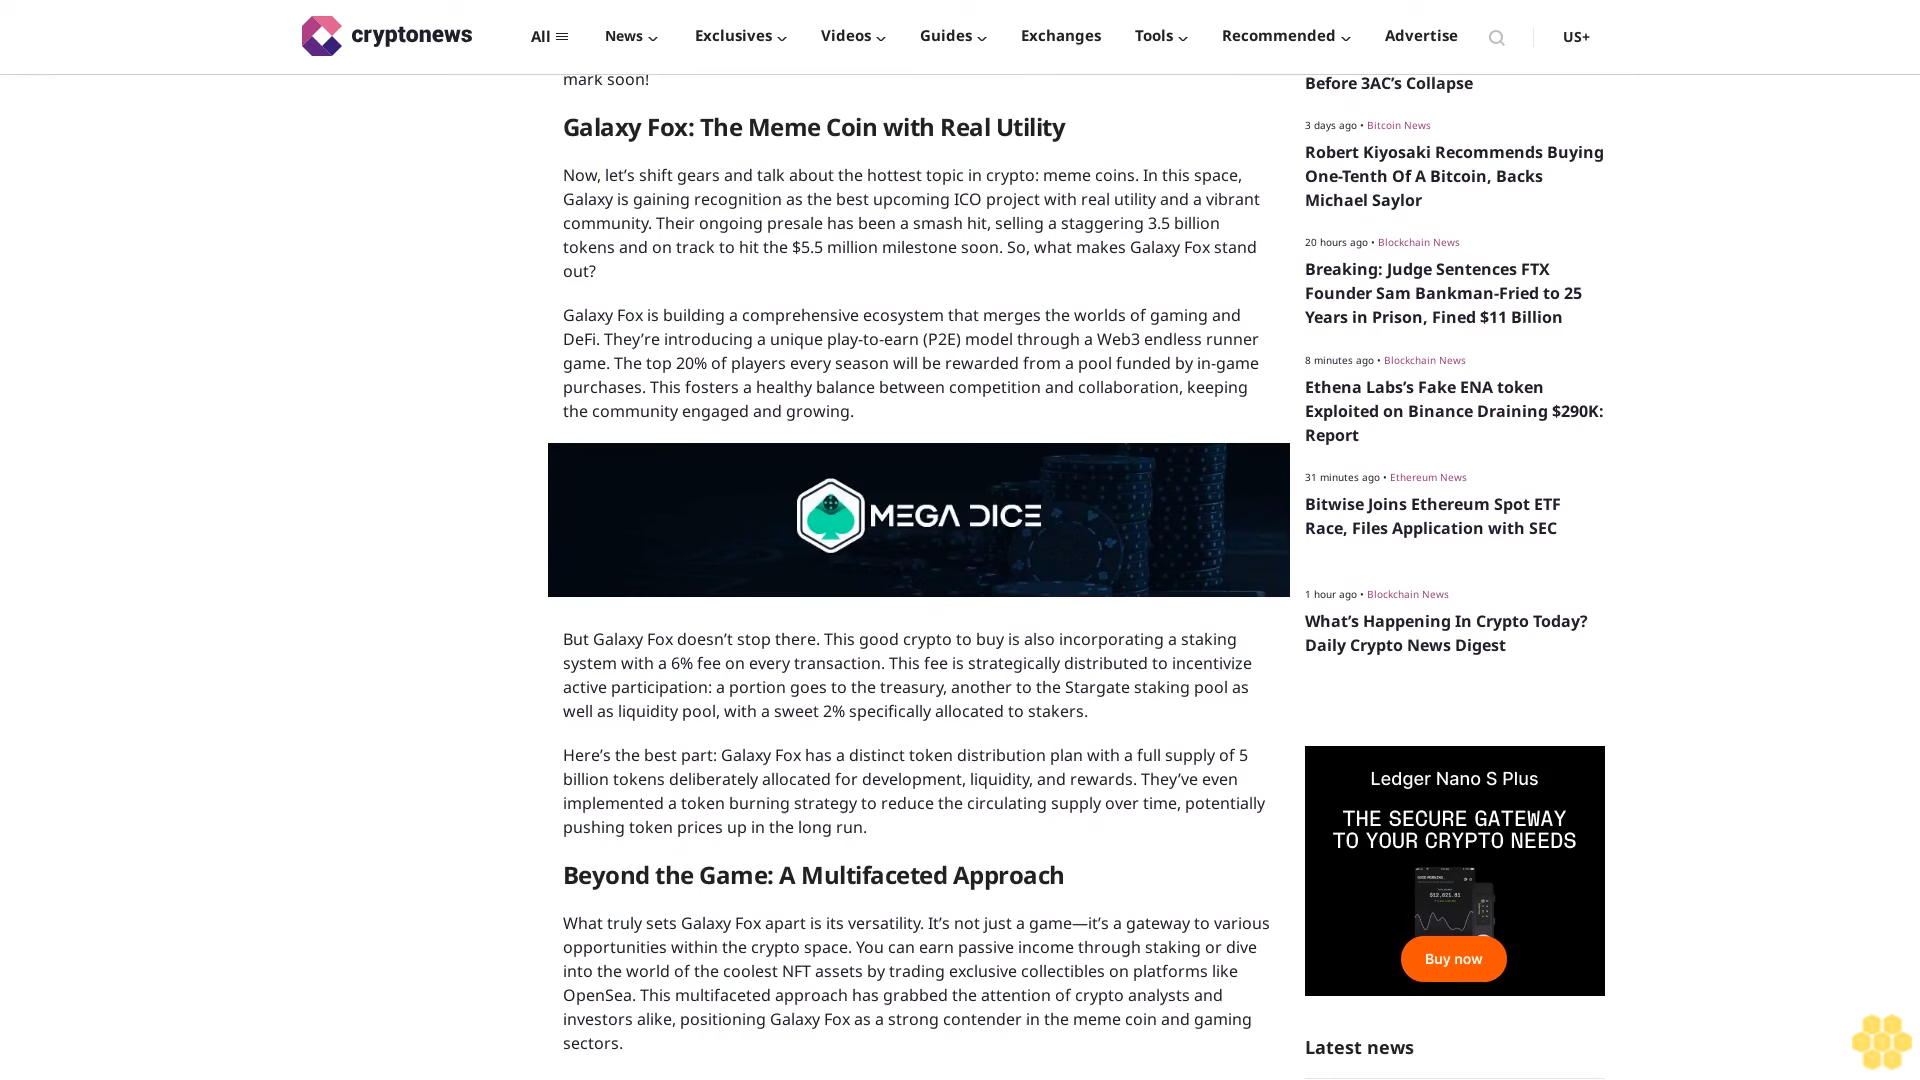 cryptonews
All
News
Exclusives
Videos
Guides
Exchanges
Tools
Recommended
Advertise
US+
mark soon!
Galaxy Fox: The Meme Coin with Real Utility
Now, let’s shift gears and talk about the hottest topic in crypto: meme coins. In this space,
Galaxy is gaining recognition as the best upcoming ICO project with real utility and a vibrant
community. Their ongoing presale has been a smash hit, selling a staggering 3.5 billion
tokens and on track to hit the $5.5 million milestone soon. So, what makes Galaxy Fox stand
out?
Galaxy Fox is building a comprehensive ecosystem that merges the worlds of gaming and
DeFi. They’re introducing a unique play-to-earn (P2E) model through a Web3 endless runner
game. The top 20% of players every season will be rewarded from a pool funded by in-game
purchases. This fosters a healthy balance between competition and collaboration, keeping
the community engaged and growing.
MEGA DICE
But Galaxy Fox doesn’t stop there. This good crypto to buy is also incorporating a staking
system with a 6% fee on every transaction. This fee is strategically distributed to incentivize
active participation: a portion goes to the treasury, another to the Stargate staking pool as
well as liquidity pool, with a sweet 2% specifically allocated to stakers.
Here’s the best part: Galaxy Fox has a distinct token distribution plan with a full supply of 5
billion tokens deliberately allocated for development, liquidity, and rewards. They’ve even
implemented a token burning strategy to reduce the circulating supply over time, potentially
pushing token prices up in the long run.
Beyond the Game: A Multifaceted Approach
What truly sets Galaxy Fox apart is its versatility. It’s not just a game—it’s a gateway to various
opportunities within the crypto space. You can earn passive income through staking or dive
into the world of the coolest NFT assets by trading exclusive collectibles on platforms like
OpenSea. This multifaceted approach has grabbed the attention of crypto analysts and
investors alike, positioning Galaxy Fox as a strong contender in the meme coin and gaming
sectors.
Before 3AC’s Collapse
3 days ago • Bitcoin News
Robert Kiyosaki Recommends Buying
One-Tenth Of A Bitcoin, Backs
Michael Saylor
20 hours ago • Blockchain News
Breaking: Judge Sentences FTX
Founder Sam Bankman-Fried to 25
Years in Prison, Fined $11 Billion
8 minutes ago • Blockchain News
Ethena Labs’s Fake ENA token
Exploited on Binance Draining $290K:
Report
31 minutes ago • Ethereum News
Bitwise Joins Ethereum Spot ETF
Race, Files Application with SEC
1 hour ago • Blockchain News
What’s Happening In Crypto Today?
Daily Crypto News Digest
Ledger Nano S Plus
THE SECURE GATEWAY
TO YOUR CRYPTO NEEDS
$12,821.81
Buy now
Latest news